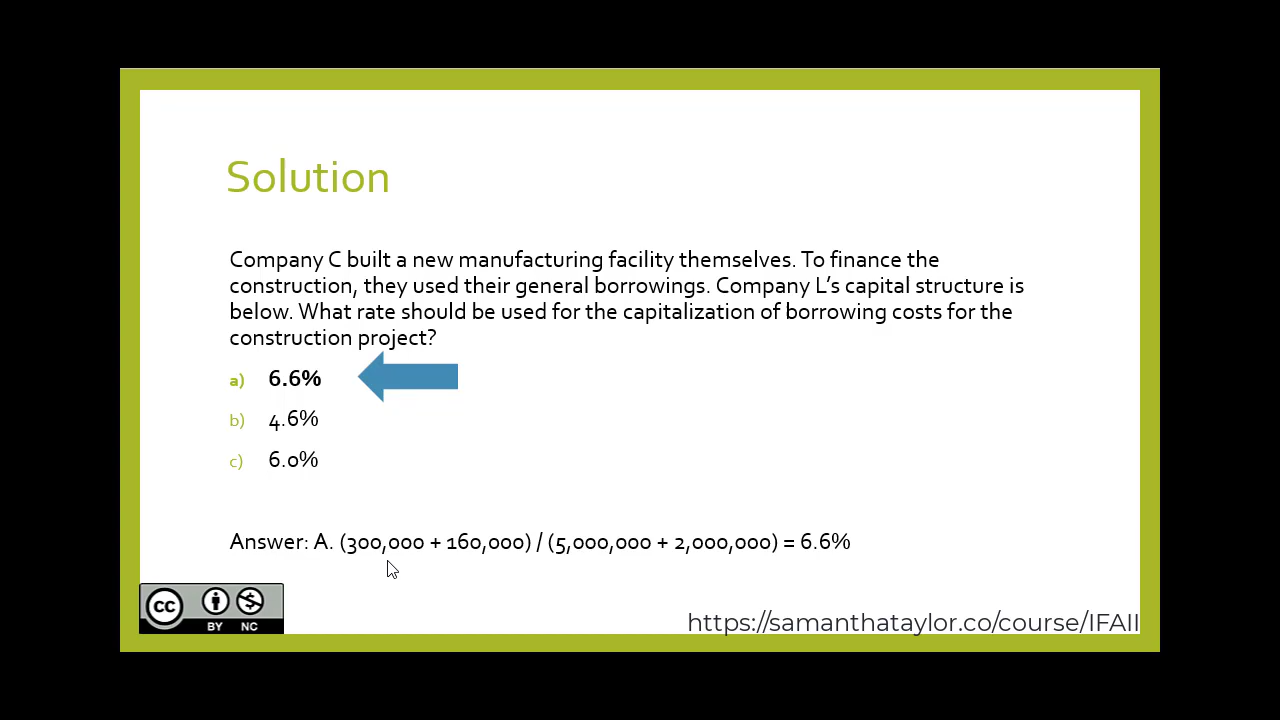 Solution
Company C built a new manufacturing facility themselves. To finance the
construction, they used their general borrowings. Company L’s capital structure is
below. What rate should be used for the capitalization of borrowing costs for the
construction project?
a) 6.6%
b) 4.6%
c) 6.0%
Answer: A. (300,000 + 160,000) / (5,000,000 + 2,000,000) = 6.6%
cc BY NC
https://samanthataylor.co/course/IFAII